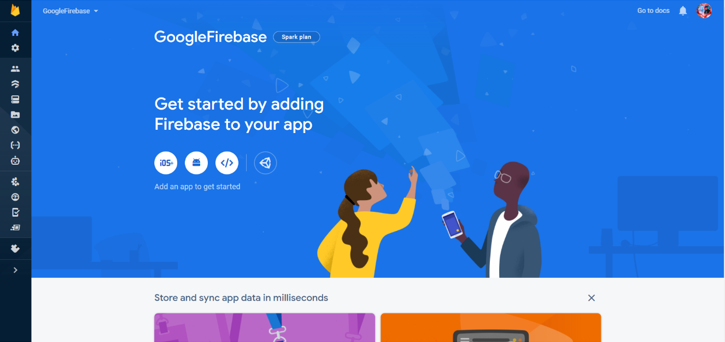 GoogleFirebase
Go to docs
GoogleFirebase
Spark plan
Get started by adding
Firebase to your app
iOS+
</>
Add an app to get started
Store and sync app data in milliseconds